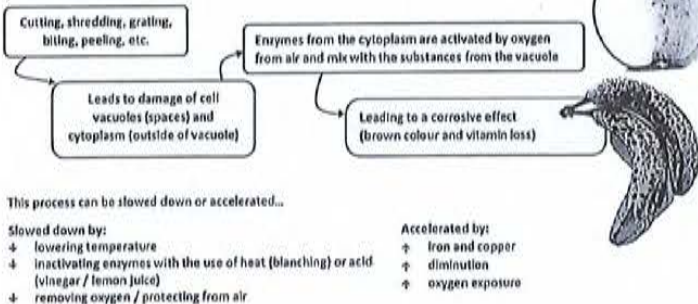 Cutting, shredding, grating,
biting, peeling, etc.
Leads to damage of cell
vacuoles (spaces) and
cytoplasm (outside of vacuole)
Enzymes from the cytoplasm are activated by oxygen
from air and mix with the substances from the vacuole
Leading to a corrosive effect
(brown colour and vitamin loss)
This process can be slowed down or accelerated...
Slowed down by:
↓ lowering temperature
↓ inactivating enzymes with the use of heat (blanching) or acid
(vinegar / lemon juice)
↓ removing oxygen / protecting from air
Accelerated by:
↑ iron and copper
↑ diminution
↑ oxygen exposure